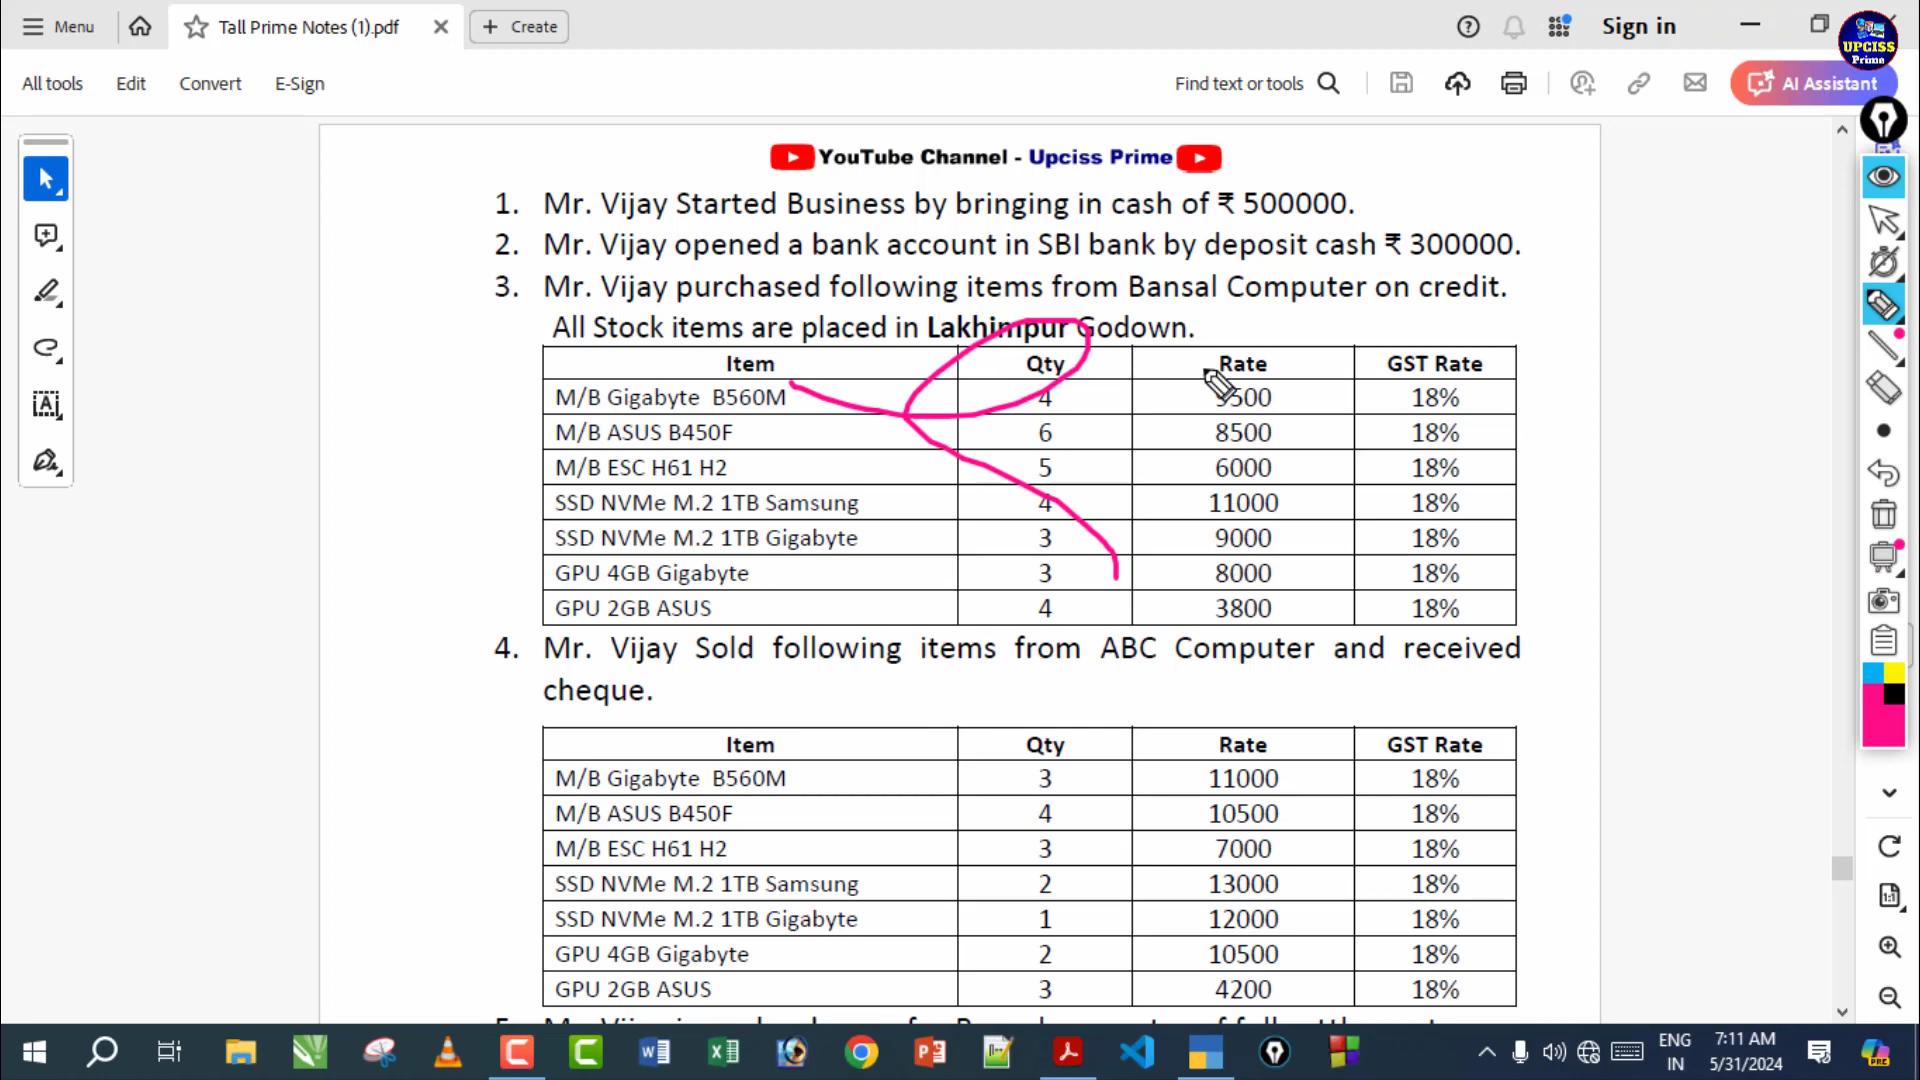 Menu
Tall Prime Notes (1).pdf
Create
Sign in
UPCISS
Prime
All tools
Edit
Convert
E-Sign
Find text or tools
AI Assistant
YouTube Channel - Upciss Prime
1. Mr. Vijay Started Business by bringing in cash of ₹ 500000.
2. Mr. Vijay opened a bank account in SBI bank by deposit cash ₹ 300000.
3. Mr. Vijay purchased following items from Bansal Computer on credit.
All Stock items are placed in Lakhimpur Godown.
Item Qty Rate GST Rate
M/B Gigabyte B560M 4 500 18%
M/B ASUS B450F 6 8500 18%
M/B ESC H61 H2 5 6000 18%
SSD NVMe M.2 1TB Samsung 4 11000 18%
SSD NVMe M.2 1TB Gigabyte 3 9000 18%
GPU 4GB Gigabyte 3 8000 18%
GPU 2GB ASUS 4 3800 18%
4. Mr. Vijay Sold following items from ABC Computer and received
cheque.
Item Qty Rate GST Rate
M/B Gigabyte B560M 3 11000 18%
M/B ASUS B450F 4 10500 18%
M/B ESC H61 H2 3 7000 18%
SSD NVMe M.2 1TB Samsung 2 13000 18%
SSD NVMe M.2 1TB Gigabyte 1 12000 18%
GPU 4GB Gigabyte 2 10500 18%
GPU 2GB ASUS 3 4200 18%
ENG
IN
7:11 AM
5/31/2024